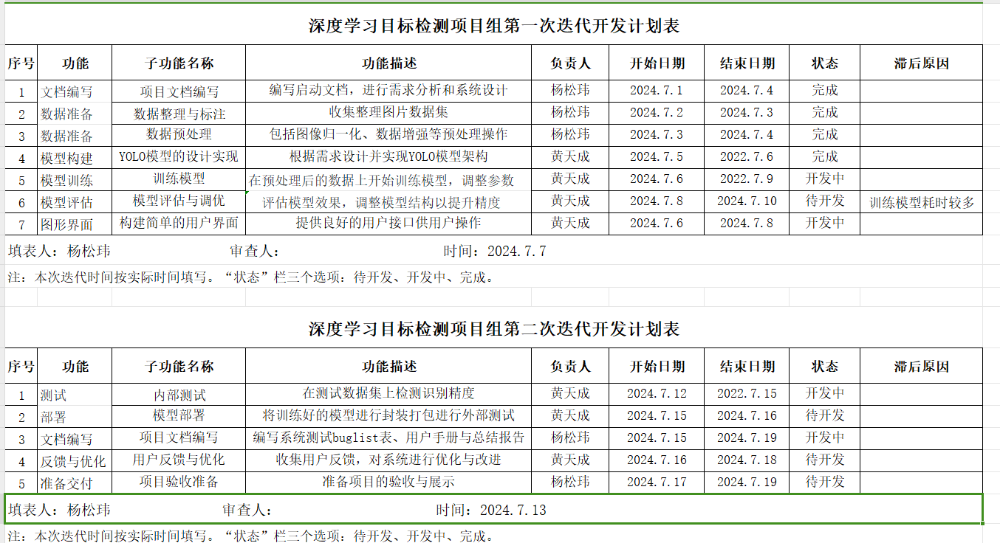 深度学习目标检测项目组第一次迭代开发计划表
序号 功能 子功能名称 功能描述 负责人 开始日期 结束日期 状态 滞后原因
1 文档编写 项目文档编写 编写启动文档，进行需求分析和系统设计 杨松玮 2024.7.1 2024.7.4 完成
2 数据准备 数据整理与标注 收集整理图片数据集 杨松玮 2024.7.2 2024.7.3 完成
3 数据准备 数据预处理 包括图像归一化、数据增强等预处理操作 杨松玮 2024.7.3 2024.7.4 完成
4 模型构建 YOLO模型的设计实现 根据需求设计并实现YOLO模型架构 黄天成 2024.7.5 2022.7.6 完成
5 模型训练 训练模型 在预处理后的数据上开始训练模型，调整参数 黄天成 2024.7.6 2022.7.9 开发中
6 模型评估 模型评估与调优 评估模型效果，调整模型结构以提升精度 黄天成 2024.7.8 2024.7.10 待开发 训练模型耗时较多
7 图形界面 构建简单的用户界面 提供良好的用户接口供用户操作 黄天成 2024.7.6 2024.7.8 开发中
填表人：杨松玮 审查人： 时间：2024.7.7
注：本次迭代时间按实际时间填写。“状态”栏三个选项：待开发、开发中、完成。
深度学习目标检测项目组第二次迭代开发计划表
序号 功能 子功能名称 功能描述 负责人 开始日期 结束日期 状态 滞后原因
1 测试 内部测试 在测试数据集上检测识别精度 黄天成 2024.7.12 2022.7.15 开发中
2 部署 模型部署 将训练好的模型进行封装打包进行外部测试 黄天成 2024.7.15 2024.7.16 待开发
3 文档编写 项目文档编写 编写系统测试buglist表、用户手册与总结报告 杨松玮 2024.7.15 2024.7.19 开发中
4 反馈与优化 用户反馈与优化 收集用户反馈，对系统进行优化与改进 黄天成 2024.7.16 2024.7.18 待开发
5 准备交付 项目验收准备 准备项目的验收与展示 杨松玮 2024.7.17 2024.7.19 待开发
填表人：杨松玮 审查人： 时间：2024.7.13
注：本次迭代时间按实际时间填写。“状态”栏三个选项：待开发、开发中、完成。